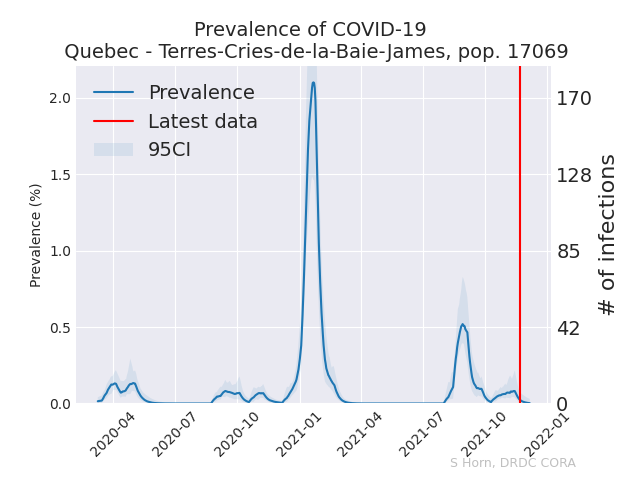 Prevalence of COVID-19
Quebec - Terres-Cries-de-la-Baie-James, pop. 17069
Prevalence
Latest data
95CI
Prevalence (%)
2.0
1.5
1.0
0.5
0.0
170
128
85
42
0
# of infections
2020-04
2020-07
2020-10
2021-01
2021-04
2021-07
2021-10
2022-01
S Horn, DRDC CORA